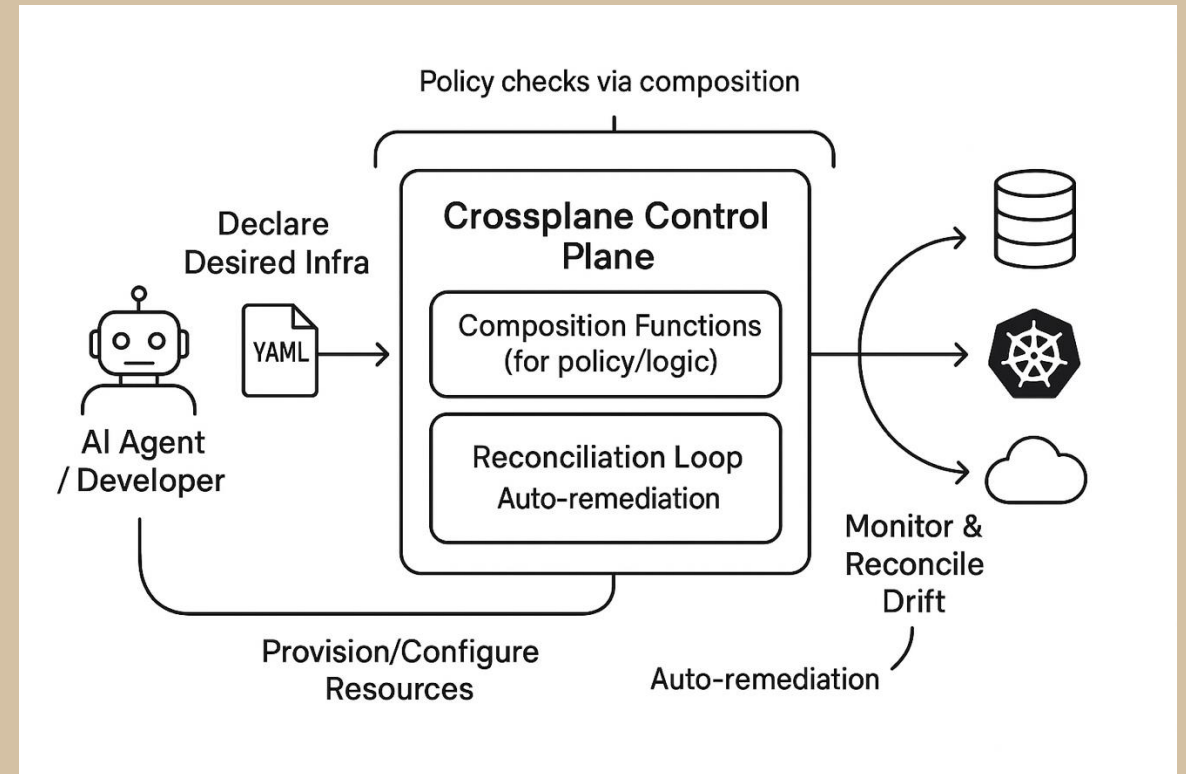 Policy checks via composition
Declare
Desired Infra
YAML
AI Agent
/ Developer
Crossplane Control
Plane
Composition Functions
(for policy/logic)
Reconciliation Loop
Auto-remediation
Provision/Configure
Resources
Monitor &
Reconcile
Drift
Auto-remediation